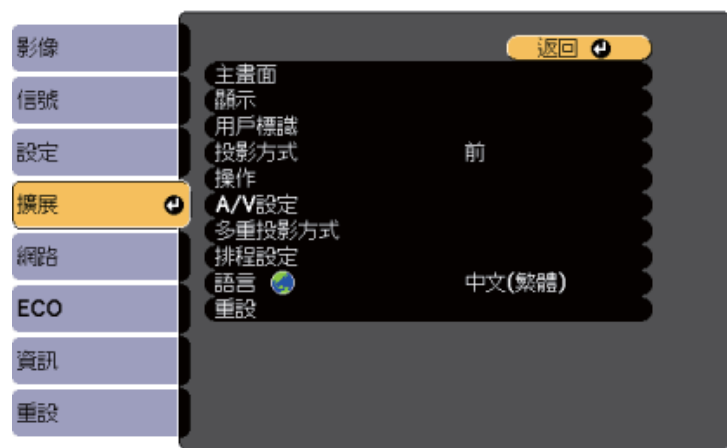 影像
信號
設定
擴展
網路
ECO
資訊
重設
返回
主畫面
顯示
用戶標識
投影方式 前
操作
A/V設定
多重投影方式
排程設定
語言 中文(繁體)
重設